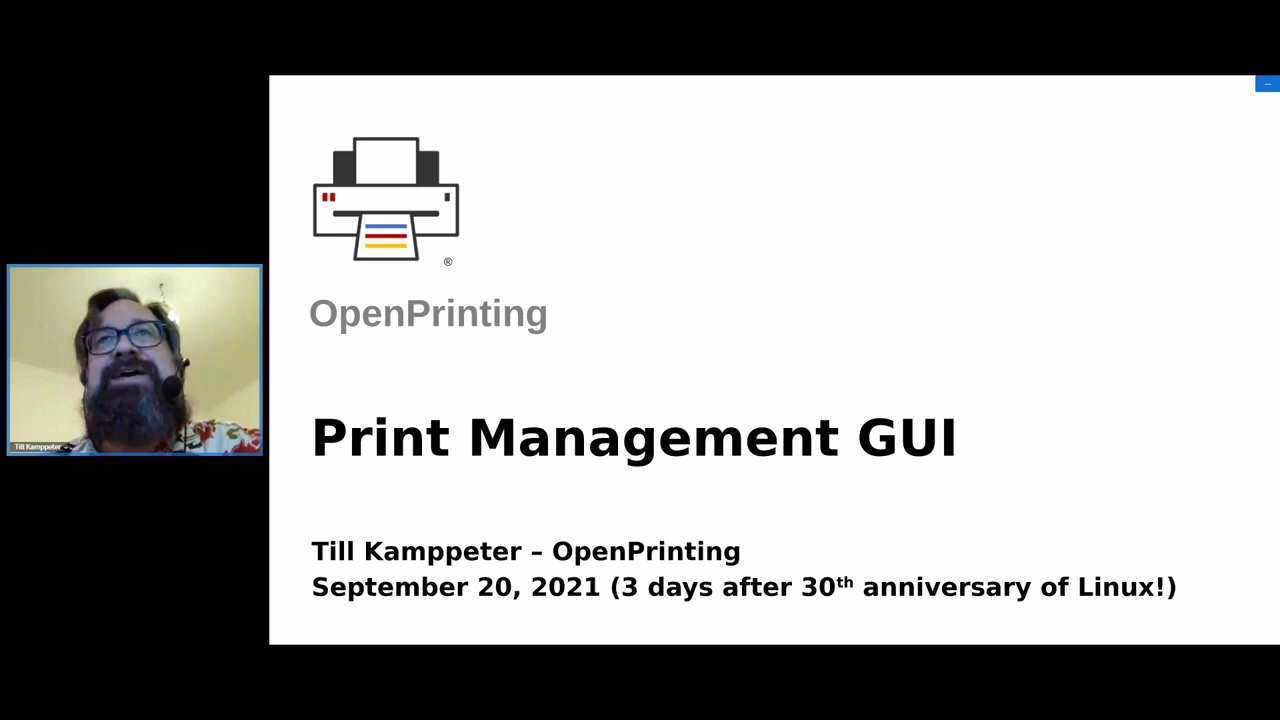 ®
OpenPrinting
Print Management GUI
Till Kamppeter – OpenPrinting
September 20, 2021 (3 days after 30th anniversary of Linux!)
Till Kamppeter